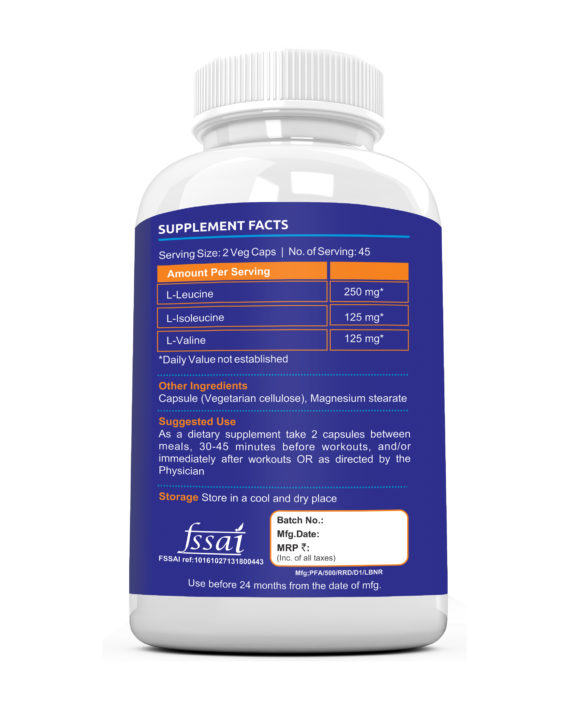 SUPPLEMENT FACTS
Serving Size: 2 Veg Caps | No. of Serving: 45
Amount Per Serving
L-Leucine 250 mg*
L-Isoleucine 125 mg*
L-Valine 125 mg*
*Daily Value not established
Other Ingredients
Capsule (Vegetarian cellulose), Magnesium stearate
Suggested Use
As a dietary supplement take 2 capsules between
meals, 30-45 minutes before workouts, and/or
immediately after workouts OR as directed by the
Physician
Storage Store in a cool and dry place
fssai
FSSAI ref:10161027131800443
Batch No.:
Mfg.Date:
MRP ₹:
(Inc. of all taxes)
Mfg;PFA/500/RRD/D1/LBNR
Use before 24 months from the date of mfg.